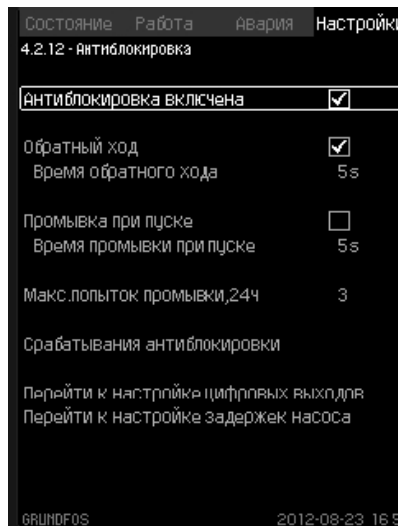 Состояние Работа Авария Настройки
4.2.12 - Антиблокировка
Антиблокировка включена
Обратный ход
Время обратного хода 5s
Промывка при пуске
Время промывки при пуске 5s
Макс.попыток промывки,24ч 3
Срабатывания антиблокировки
Перейти к настройке цифровых выходов
Перейти к настройке задержек насоса
GRUNDFOS 2012-08-23 16